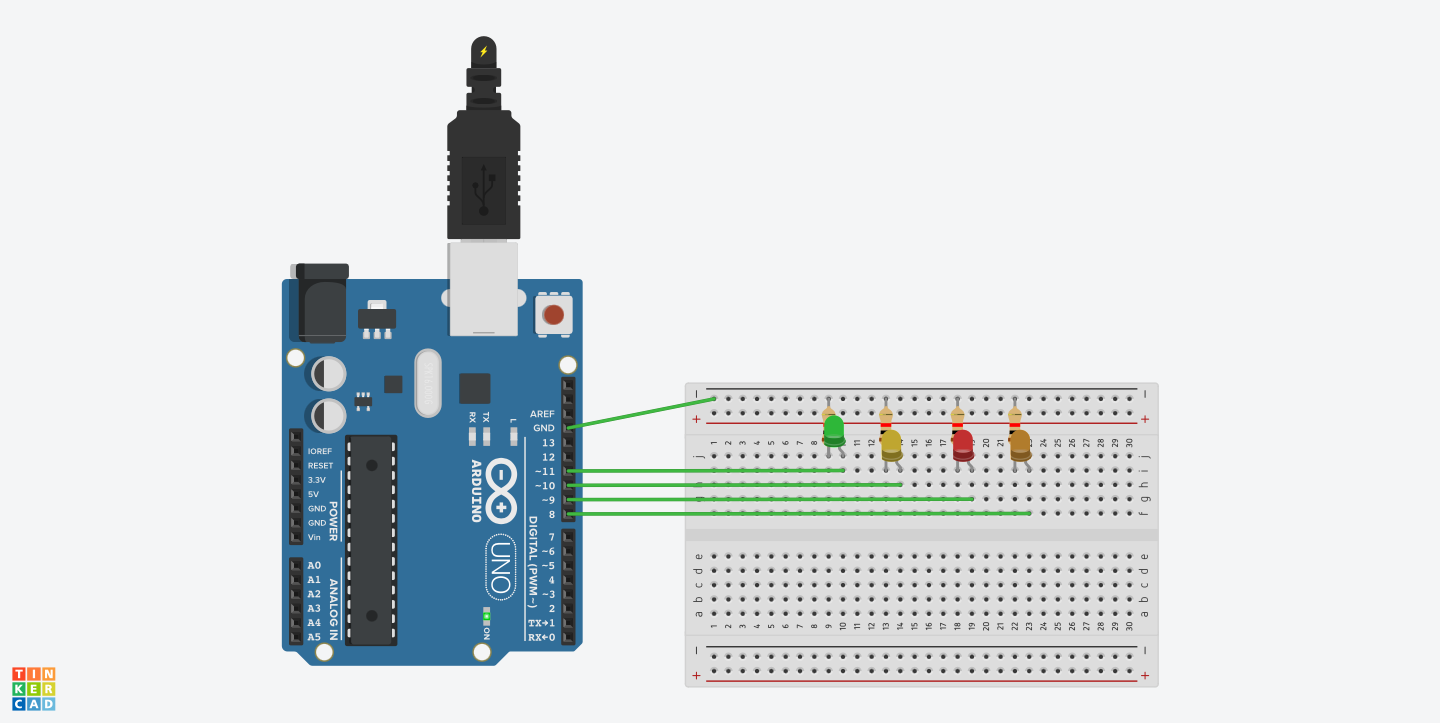 AREF
GND
13
12
~11
~10
~9
8
7
~6
~5
4
~3
2
TX→1
RX←0
IOREF
RESET
3.3V
5V
GND
GND
Vin
A0
A1
A2
A3
A4
A5
POWER
ANALOG IN
RX
TX
L
ARDUINO
UNO
DIGITAL (PWM~)
ON
- -
+ +
1 2 3 4 5 6 7 8 9 10 11 12 13 14 15 16 17 18 19 20 21 22 23 24 25 26 27 28 29 30
j j
i
h h
g g
f f
e e
d d
c c
b b
a a
1 2 3 4 5 6 7 8 9 10 11 12 13 14 15 16 17 18 19 20 21 22 23 24 25 26 27 28 29 30
- -
+ +
TIN
KER
CAD